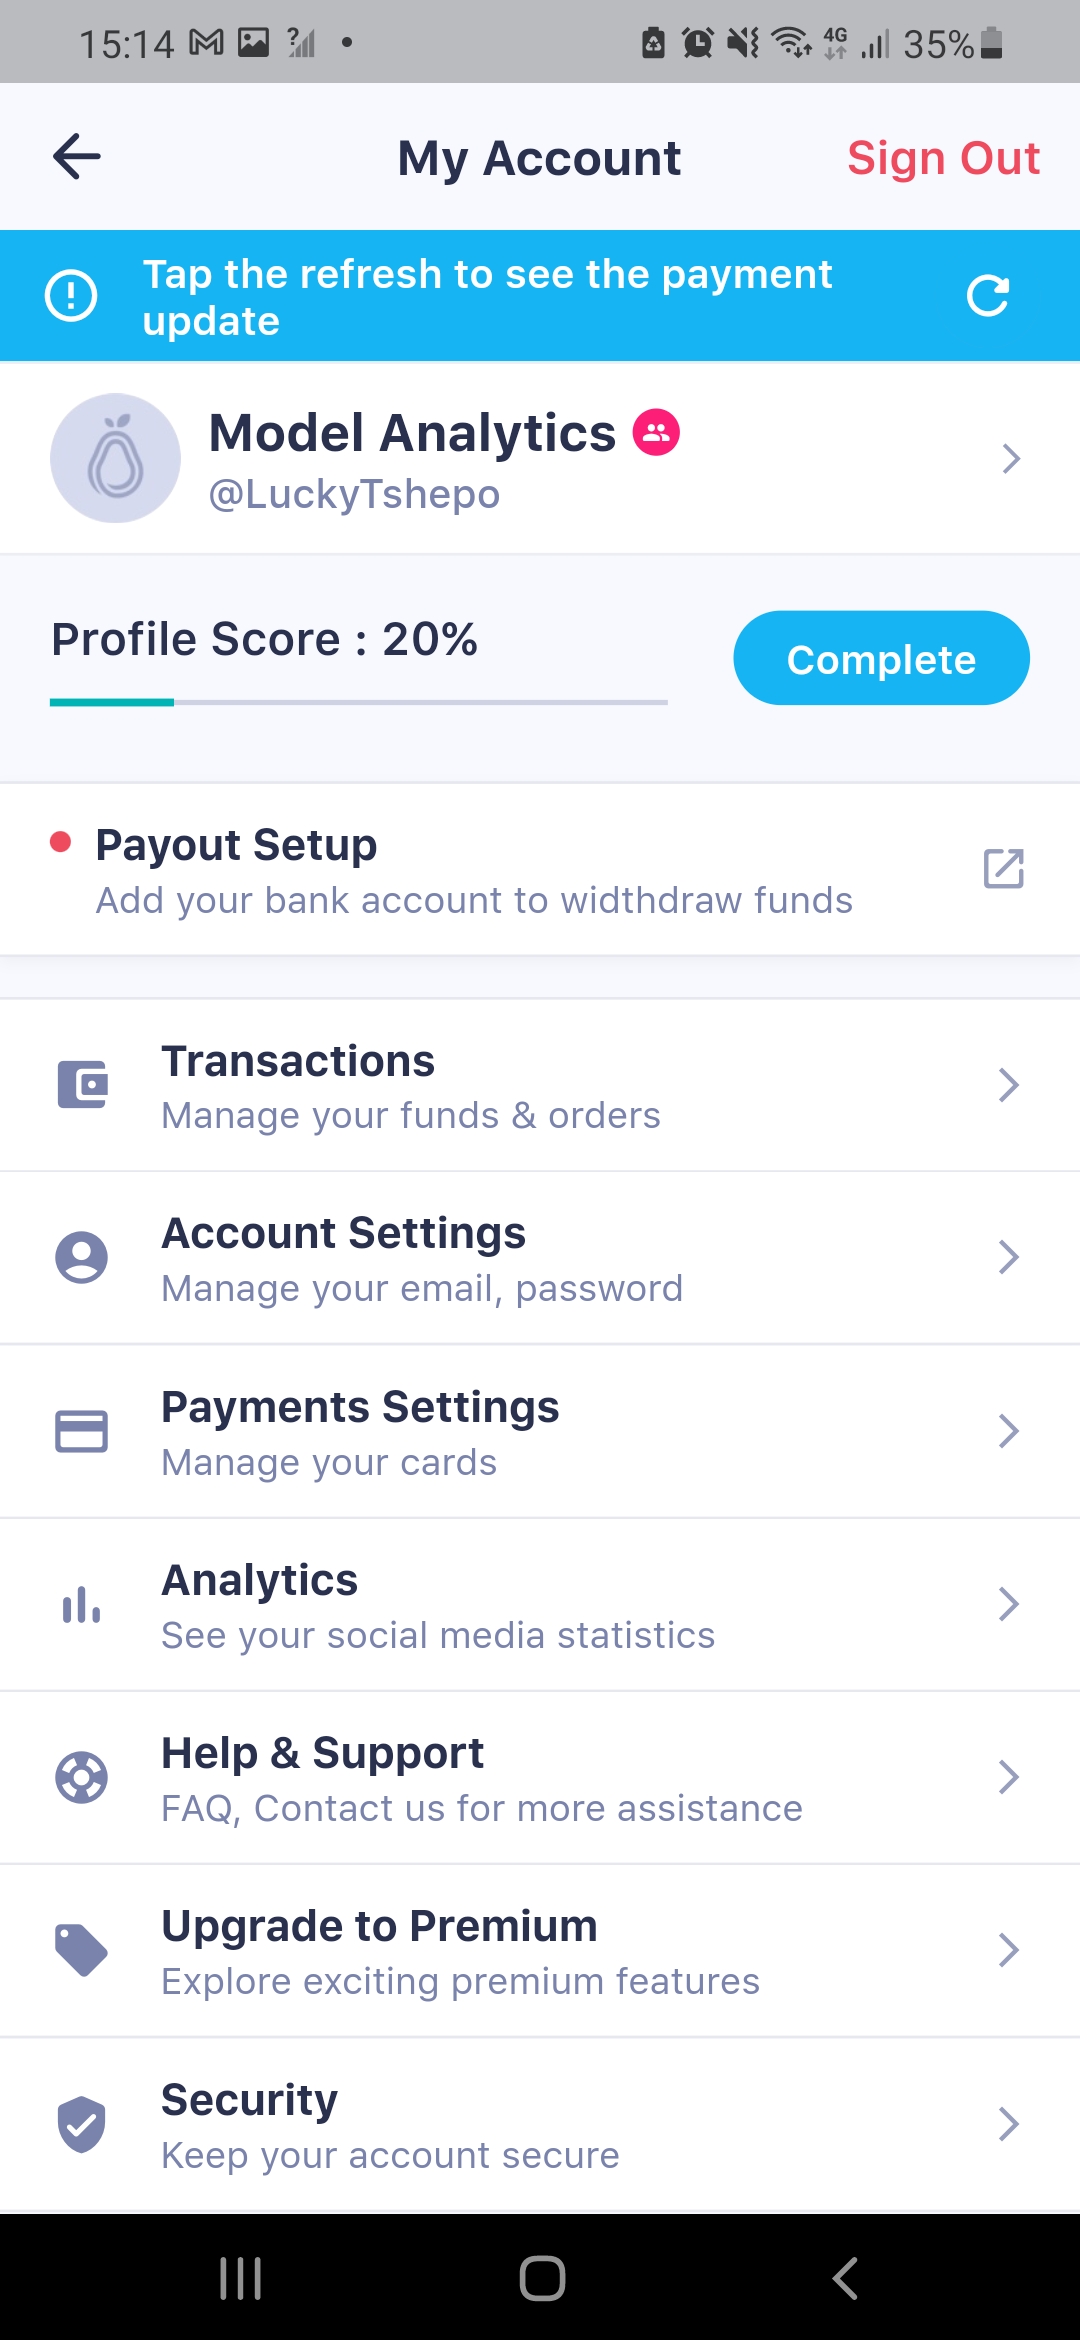 15:14
4G
35%
My Account
Sign Out
Tap the refresh to see the payment
update
Model Analytics
@LuckyTshepo
Profile Score : 20%
Complete
Payout Setup
Add your bank account to widthdraw funds
Transactions
Manage your funds & orders
Account Settings
Manage your email, password
Payments Settings
Manage your cards
Analytics
See your social media statistics
Help & Support
FAQ, Contact us for more assistance
Upgrade to Premium
Explore exciting premium features
Security
Keep your account secure